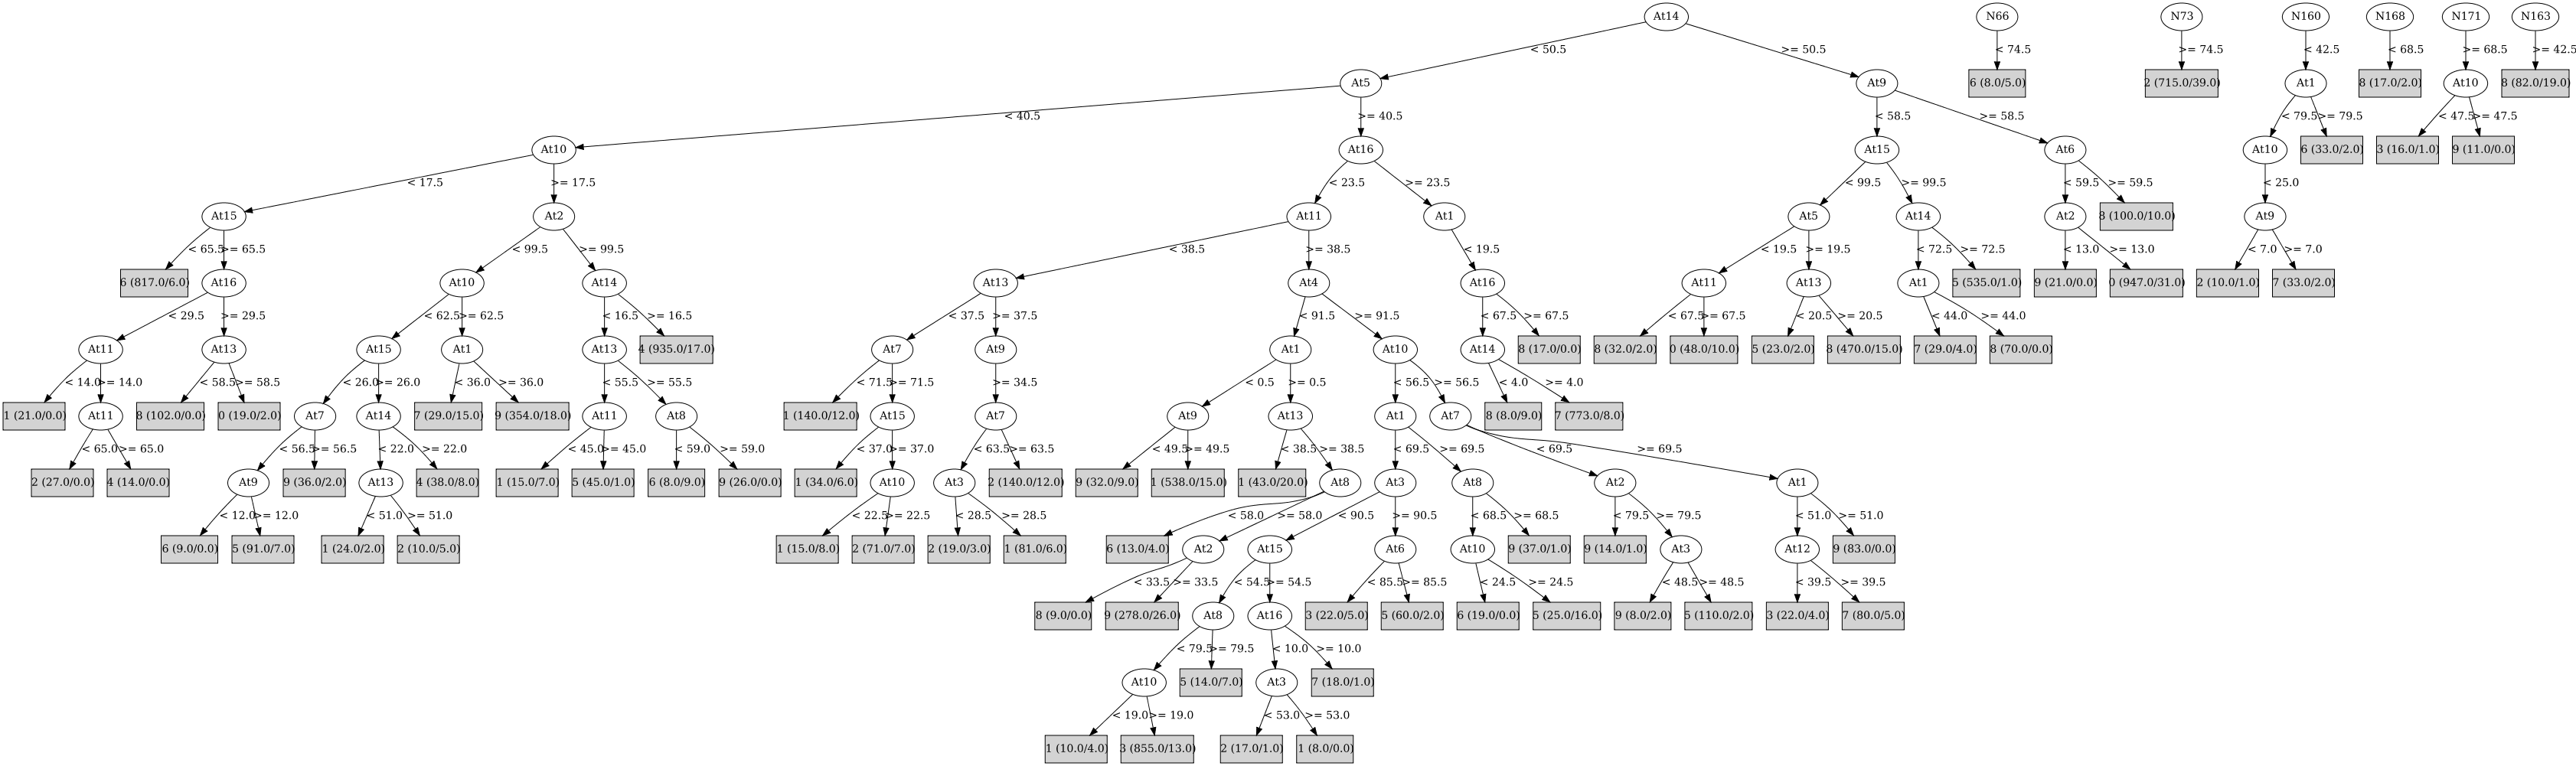 At14 N66 N73 N160 N168 N171 N163
< 50.5 >= 50.5 < 74.5 >= 74.5 < 42.5 < 68.5 >= 68.5 >= 42.5
At5 At9 6 (8.0/5.0) 2 (715.0/39.0) At1 8 (17.0/2.0) At10 8 (82.0/19.0)
< 40.5 >= 40.5 < 58.5 >= 58.5 < 79.5 >= 79.5 < 47.5 >= 47.5
At10 At16 At15 At6 At10 6 (33.0/2.0) 3 (16.0/1.0) 9 (11.0/0.0)
< 17.5 >= 17.5 < 23.5 >= 23.5 < 99.5 >= 99.5 < 59.5 >= 59.5 < 25.0
At15 At2 At11 At1 At5 At14 At2 8 (100.0/10.0) At9
< 65.5 >= 65.5 < 99.5 >= 99.5 < 38.5 >= 38.5 < 19.5 < 19.5 >= 19.5 < 72.5 >= 72.5 < 13.0 >= 13.0 < 7.0 >= 7.0
6 (817.0/6.0) At16 At10 At14 At13 At4 At16 At11 At13 At1 5 (535.0/1.0) 9 (21.0/0.0) 0 (947.0/31.0) 2 (10.0/1.0) 7 (33.0/2.0)
< 29.5 >= 29.5 < 62.5 >= 62.5 < 16.5 >= 16.5 < 37.5 >= 37.5 < 91.5 >= 91.5 < 67.5 >= 67.5 < 67.5 >= 67.5 < 20.5 >= 20.5 < 44.0 >= 44.0
At11 At13 At15 At1 At13 4 (935.0/17.0) At7 At9 At1 At10 At14 8 (17.0/0.0) 8 (32.0/2.0) 0 (48.0/10.0) 5 (23.0/2.0) 8 (470.0/15.0) 7 (29.0/4.0) 8 (70.0/0.0)
< 14.0 >= 14.0 < 58.5 >= 58.5 < 26.0 >= 26.0 < 36.0 >= 36.0 < 55.5 >= 55.5 < 71.5 >= 71.5 >= 34.5 < 0.5 >= 0.5 < 56.5 >= 56.5 < 4.0 >= 4.0
1 (21.0/0.0) At11 8 (102.0/0.0) 0 (19.0/2.0) At7 At14 7 (29.0/15.0) 9 (354.0/18.0) At11 At8 1 (140.0/12.0) At15 At7 At9 At13 At1 At7 8 (8.0/9.0) 7 (773.0/8.0)
< 65.0 >= 65.0 < 56.5 >= 56.5 < 22.0 >= 22.0 < 45.0 >= 45.0 < 59.0 >= 59.0 < 37.0 >= 37.0 < 63.5 >= 63.5 < 49.5 >= 49.5 < 38.5 >= 38.5 < 69.5 >= 69.5 < 69.5 >= 69.5
2 (27.0/0.0) 4 (14.0/0.0) At9 9 (36.0/2.0) At13 4 (38.0/8.0) 1 (15.0/7.0) 5 (45.0/1.0) 6 (8.0/9.0) 9 (26.0/0.0) 1 (34.0/6.0) At10 At3 2 (140.0/12.0) 9 (32.0/9.0) 1 (538.0/15.0) 1 (43.0/20.0) At8 At3 At8 At2 At1
< 12.0 >= 12.0 < 51.0 >= 51.0 < 22.5 >= 22.5 < 28.5 >= 28.5 < 58.0 >= 58.0 < 90.5 >= 90.5 < 68.5 >= 68.5 < 79.5 >= 79.5 < 51.0 >= 51.0
6 (9.0/0.0) 5 (91.0/7.0) 1 (24.0/2.0) 2 (10.0/5.0) 1 (15.0/8.0) 2 (71.0/7.0) 2 (19.0/3.0) 1 (81.0/6.0) 6 (13.0/4.0) At2 At15 At6 At10 9 (37.0/1.0) 9 (14.0/1.0) At3 At12 9 (83.0/0.0)
< 33.5 >= 33.5 < 54.5 >= 54.5 < 85.5 >= 85.5 < 24.5 >= 24.5 < 48.5 >= 48.5 < 39.5 >= 39.5
8 (9.0/0.0) 9 (278.0/26.0) At8 At16 3 (22.0/5.0) 5 (60.0/2.0) 6 (19.0/0.0) 5 (25.0/16.0) 9 (8.0/2.0) 5 (110.0/2.0) 3 (22.0/4.0) 7 (80.0/5.0)
< 79.5 >= 79.5 < 10.0 >= 10.0
At10 5 (14.0/7.0) At3 7 (18.0/1.0)
< 19.0 >= 19.0 < 53.0 >= 53.0
1 (10.0/4.0) 3 (855.0/13.0) 2 (17.0/1.0) 1 (8.0/0.0)